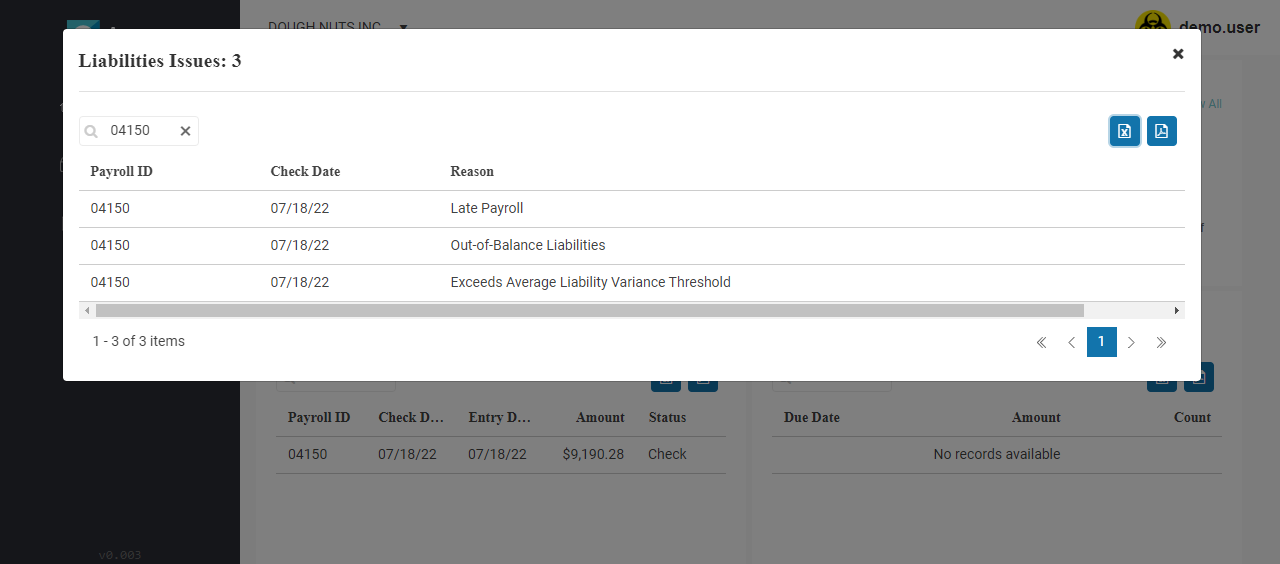 DOUGH NUTS INC
demo.user
Liabilities Issues: 3
All
04150
Payroll ID Check Date Reason
04150 07/18/22 Late Payroll
04150 07/18/22 Out-of-Balance Liabilities
04150 07/18/22 Exceeds Average Liability Variance Threshold
1 - 3 of 3 items
1
Payroll ID Check D... Entry D... Amount Status
04150 07/18/22 07/18/22 $9,190.28 Check
Due Date Amount Count
No records available
v0.003